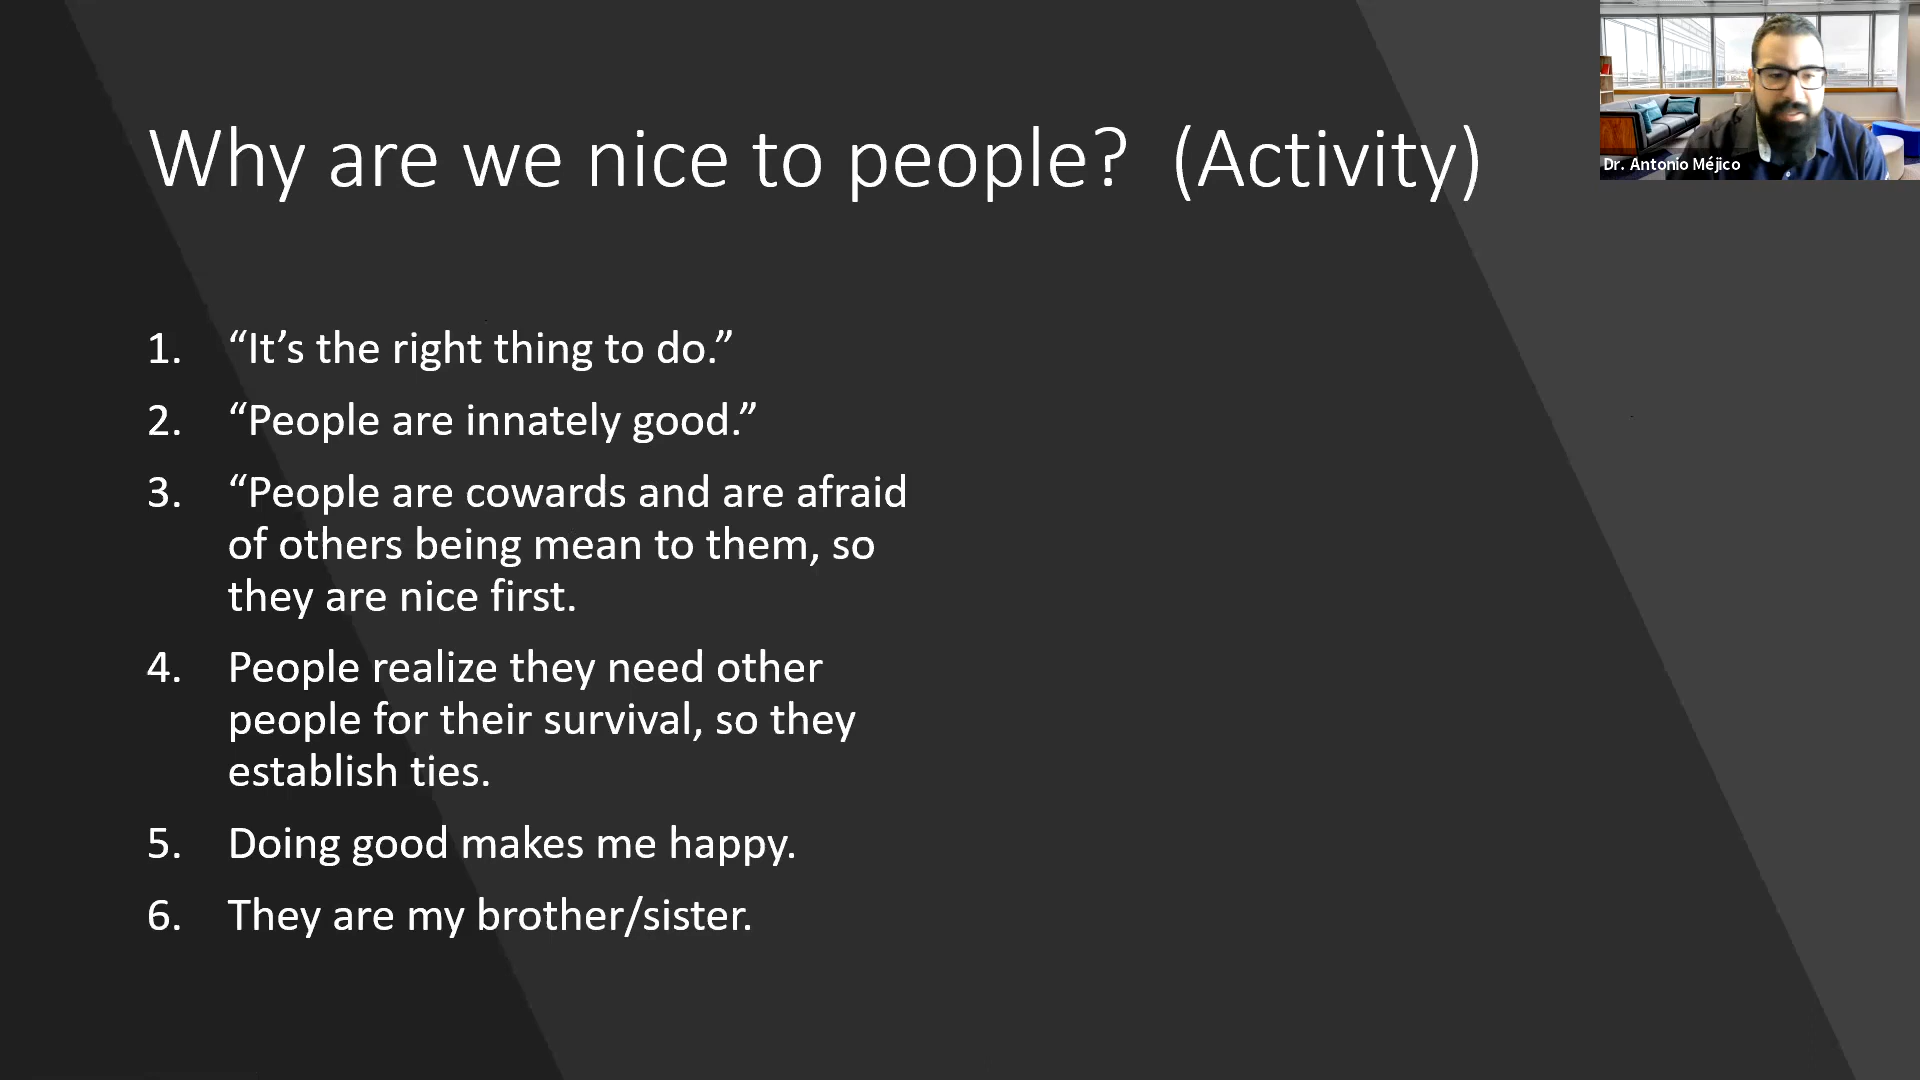 Why are we nice to people?  (Activity)
Dr. Antonio Méjico
1. “It’s the right thing to do.”
2. “People are innately good.”
3. “People are cowards and are afraid
of others being mean to them, so
they are nice first.
4. People realize they need other
people for their survival, so they
establish ties.
5. Doing good makes me happy.
6. They are my brother/sister.